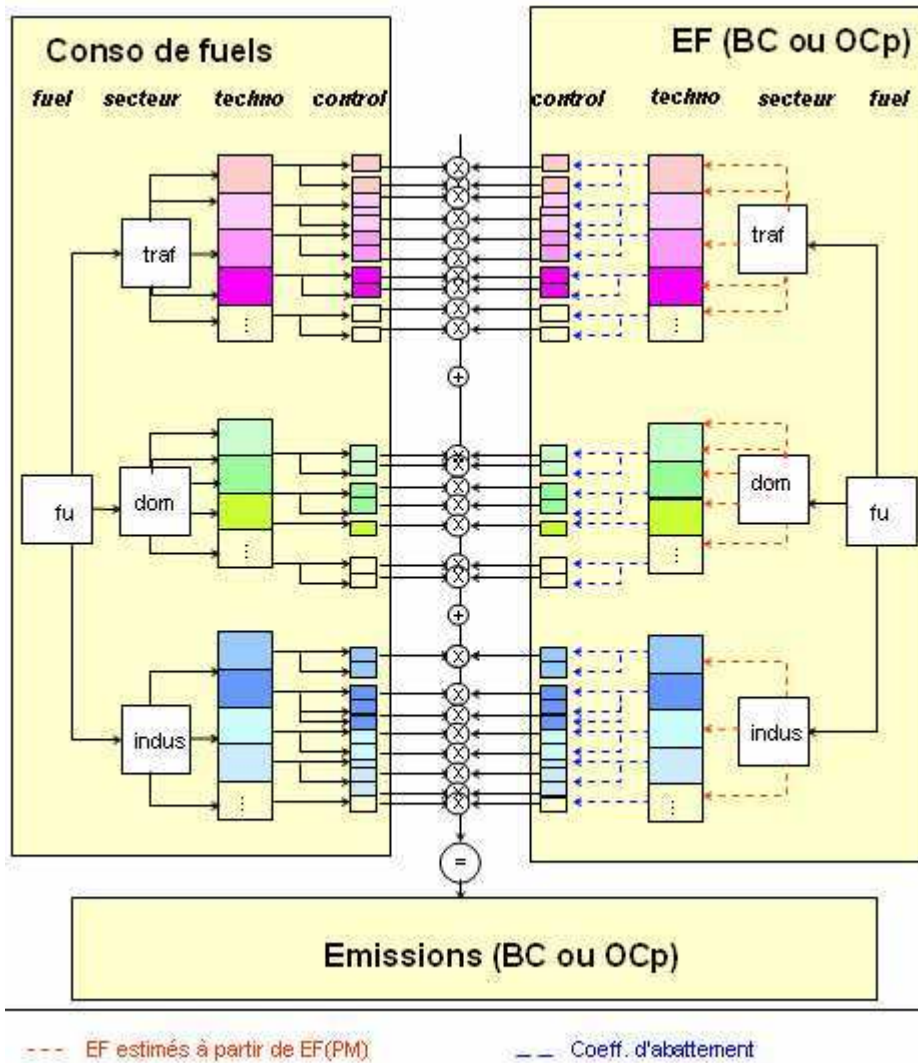 Conso de fuels
EF (BC ou OCp)
fuel secteur techno control
control techno secteur fuel
traf
traf
X
X
X
X
X
X
X
X
X
X
⋮
⋮
+
fu
dom
dom
fu
X
X
X
X
X
X
X
⋮
⋮
+
indus
indus
X
X
X
X
X
X
X
X
⋮
⋮
=
Emissions (BC ou OCp)
EF estimés à partir de EF(PM)
Coeff. d'abattement